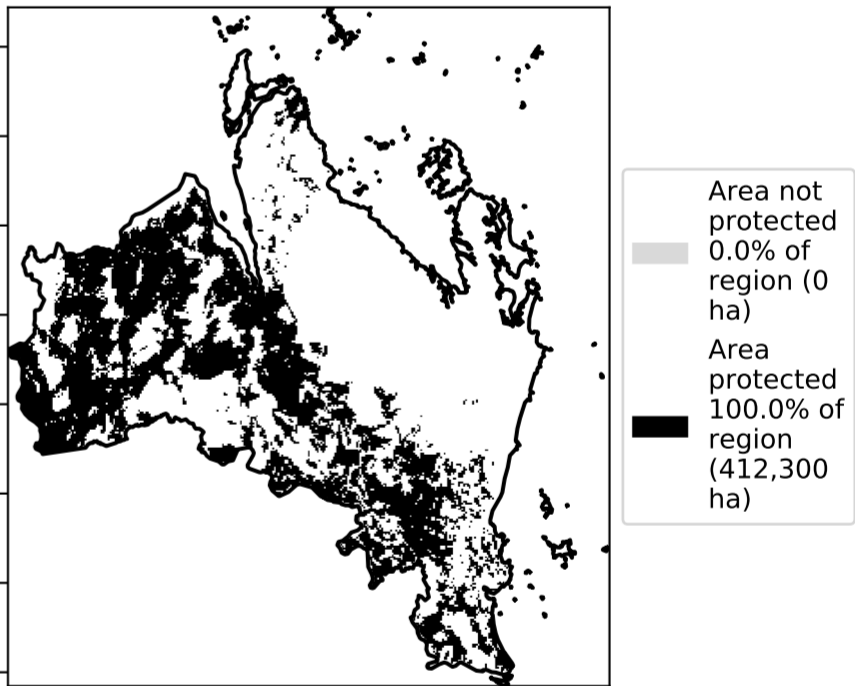 Area not
protected
0.0% of
region (0
ha)
Area
protected
100.0% of
region
(412,300
ha)